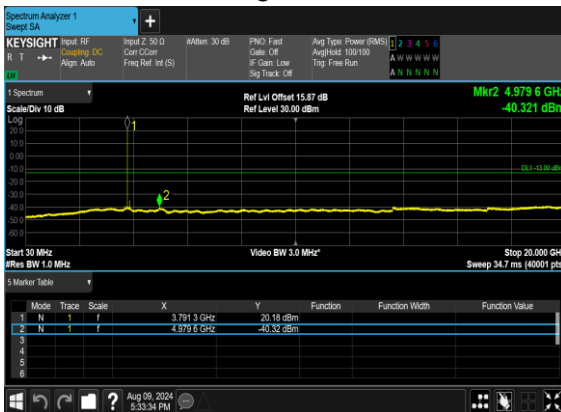 Spectrum Analyzer 1
Swept SA
+
KEYSIGHT Input: RF Input Z: 50 Ω #Atten: 30 dB PNO: Fast Avg Type: Power (RMS) 1 2 3 4 5 6
R T Coupling: DC Corr CCorr Gate: Off Avg|Hold: 100/100 A W W W W W
Align: Auto Freq Ref: Int (S) IF Gain: Low Trig: Free Run
LXI Sig Track: Off A N N N N N
1 Spectrum Ref Lvl Offset 15.87 dB Mkr2 4.979 6 GHz
Scale/Div 10 dB Ref Level 30.00 dBm -40.321 dBm
Log
20.0 1
10.0
0.00
-10.0 DL1 -13.00 dBm
-20.0
-30.0 2
-40.0
-50.0
-60.0
Start 30 MHz Video BW 3.0 MHz* Stop 20.000 GH
#Res BW 1.0 MHz Sweep 34.7 ms (40001 pts
5 Marker Table
Mode Trace Scale X Y Function Function Width Function Value
1 N 1 f 3.791 3 GHz 20.18 dBm
2 N 1 f 4.979 6 GHz -40.32 dBm
3
4
5
6
? Aug 09, 2024
5:33:34 PM